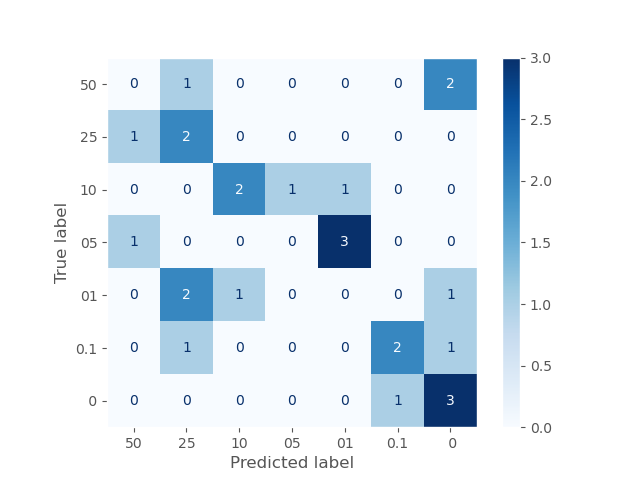 50 0 1 0 0 0 0 2
25 1 2 0 0 0 0 0
10 0 0 2 1 1 0 0
05 1 0 0 0 3 0 0
01 0 2 1 0 0 0 1
0.1 0 1 0 0 0 2 1
0 0 0 0 0 0 1 3
50 25 10 05 01 0.1 0
Predicted label
True label
3.0
2.5
2.0
1.5
1.0
0.5
0.0